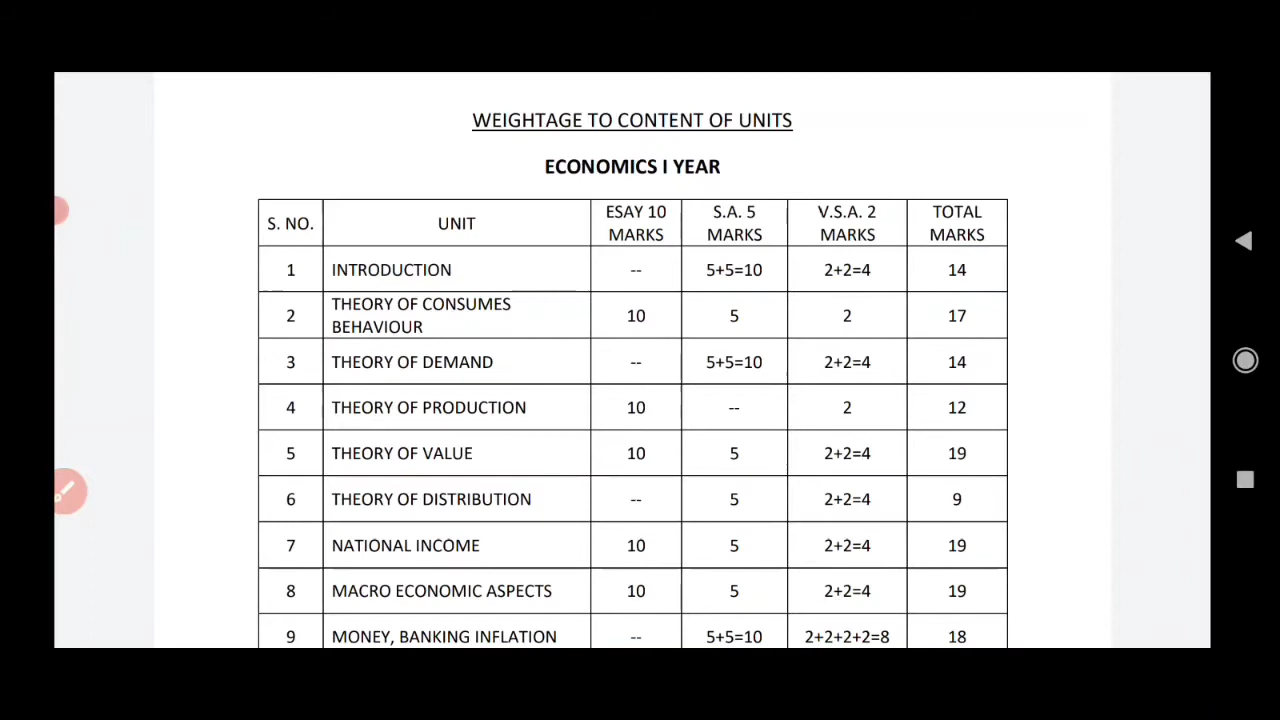 WEIGHTAGE TO CONTENT OF UNITS
ECONOMICS I YEAR
S. NO. UNIT ESAY 10 MARKS S.A. 5 MARKS V.S.A. 2 MARKS TOTAL MARKS
1 INTRODUCTION -- 5+5=10 2+2=4 14
2 THEORY OF CONSUMES BEHAVIOUR 10 5 2 17
3 THEORY OF DEMAND -- 5+5=10 2+2=4 14
4 THEORY OF PRODUCTION 10 -- 2 12
5 THEORY OF VALUE 10 5 2+2=4 19
6 THEORY OF DISTRIBUTION -- 5 2+2=4 9
7 NATIONAL INCOME 10 5 2+2=4 19
8 MACRO ECONOMIC ASPECTS 10 5 2+2=4 19
9 MONEY, BANKING INFLATION -- 5+5=10 2+2+2+2=8 18